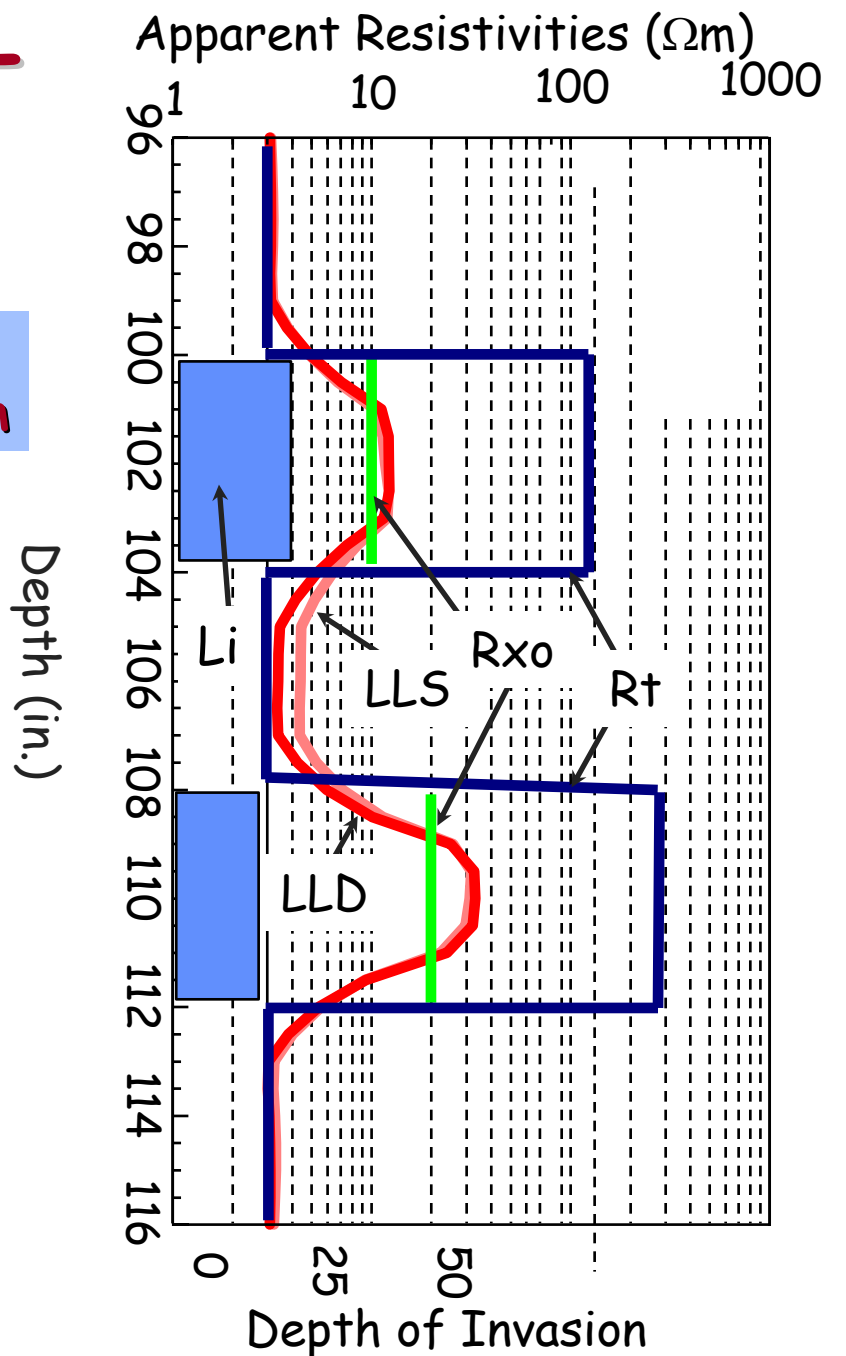 Apparent Resistivities (Ωm)
1 10 100 1000
96
98
100
102
104
106
108
110
112
114
116
Depth (in.)
Li
LLS
Rxo
Rt
LLD
0 25 50
Depth of Invasion